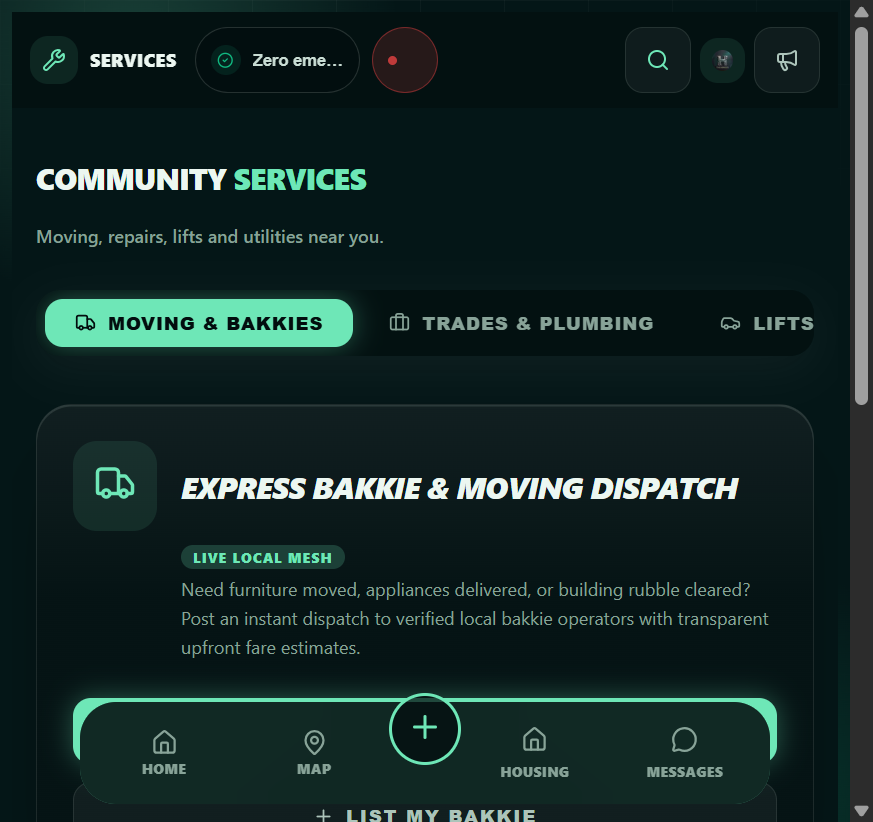 SERVICES
Zero eme...
H
COMMUNITY SERVICES
Moving, repairs, lifts and utilities near you.
MOVING & BAKKIES
TRADES & PLUMBING
LIFTS
EXPRESS BAKKIE & MOVING DISPATCH
LIVE LOCAL MESH
Need furniture moved, appliances delivered, or building rubble cleared?
Post an instant dispatch to verified local bakkie operators with transparent
upfront fare estimates.
HOME
MAP
HOUSING
MESSAGES
LIST MY BAKKIE